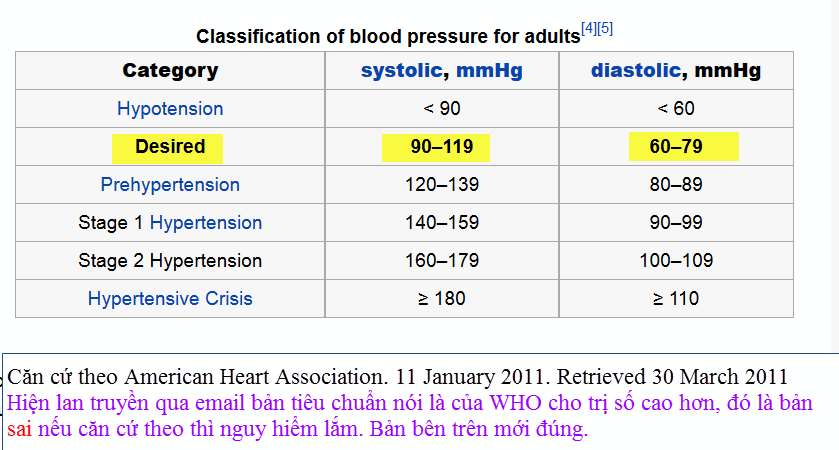 Classification of blood pressure for adults[4][5]
Category systolic, mmHg diastolic, mmHg
Hypotension < 90 < 60
Desired 90–119 60–79
Prehypertension 120–139 80–89
Stage 1 Hypertension 140–159 90–99
Stage 2 Hypertension 160–179 100–109
Hypertensive Crisis ≥ 180 ≥ 110
Căn cứ theo American Heart Association. 11 January 2011. Retrieved 30 March 2011
Hiện lan truyền qua email bản tiêu chuẩn nói là của WHO cho trị số cao hơn, đó là bản
sai nếu căn cứ theo thì nguy hiểm lắm. Bản bên trên mới đúng.